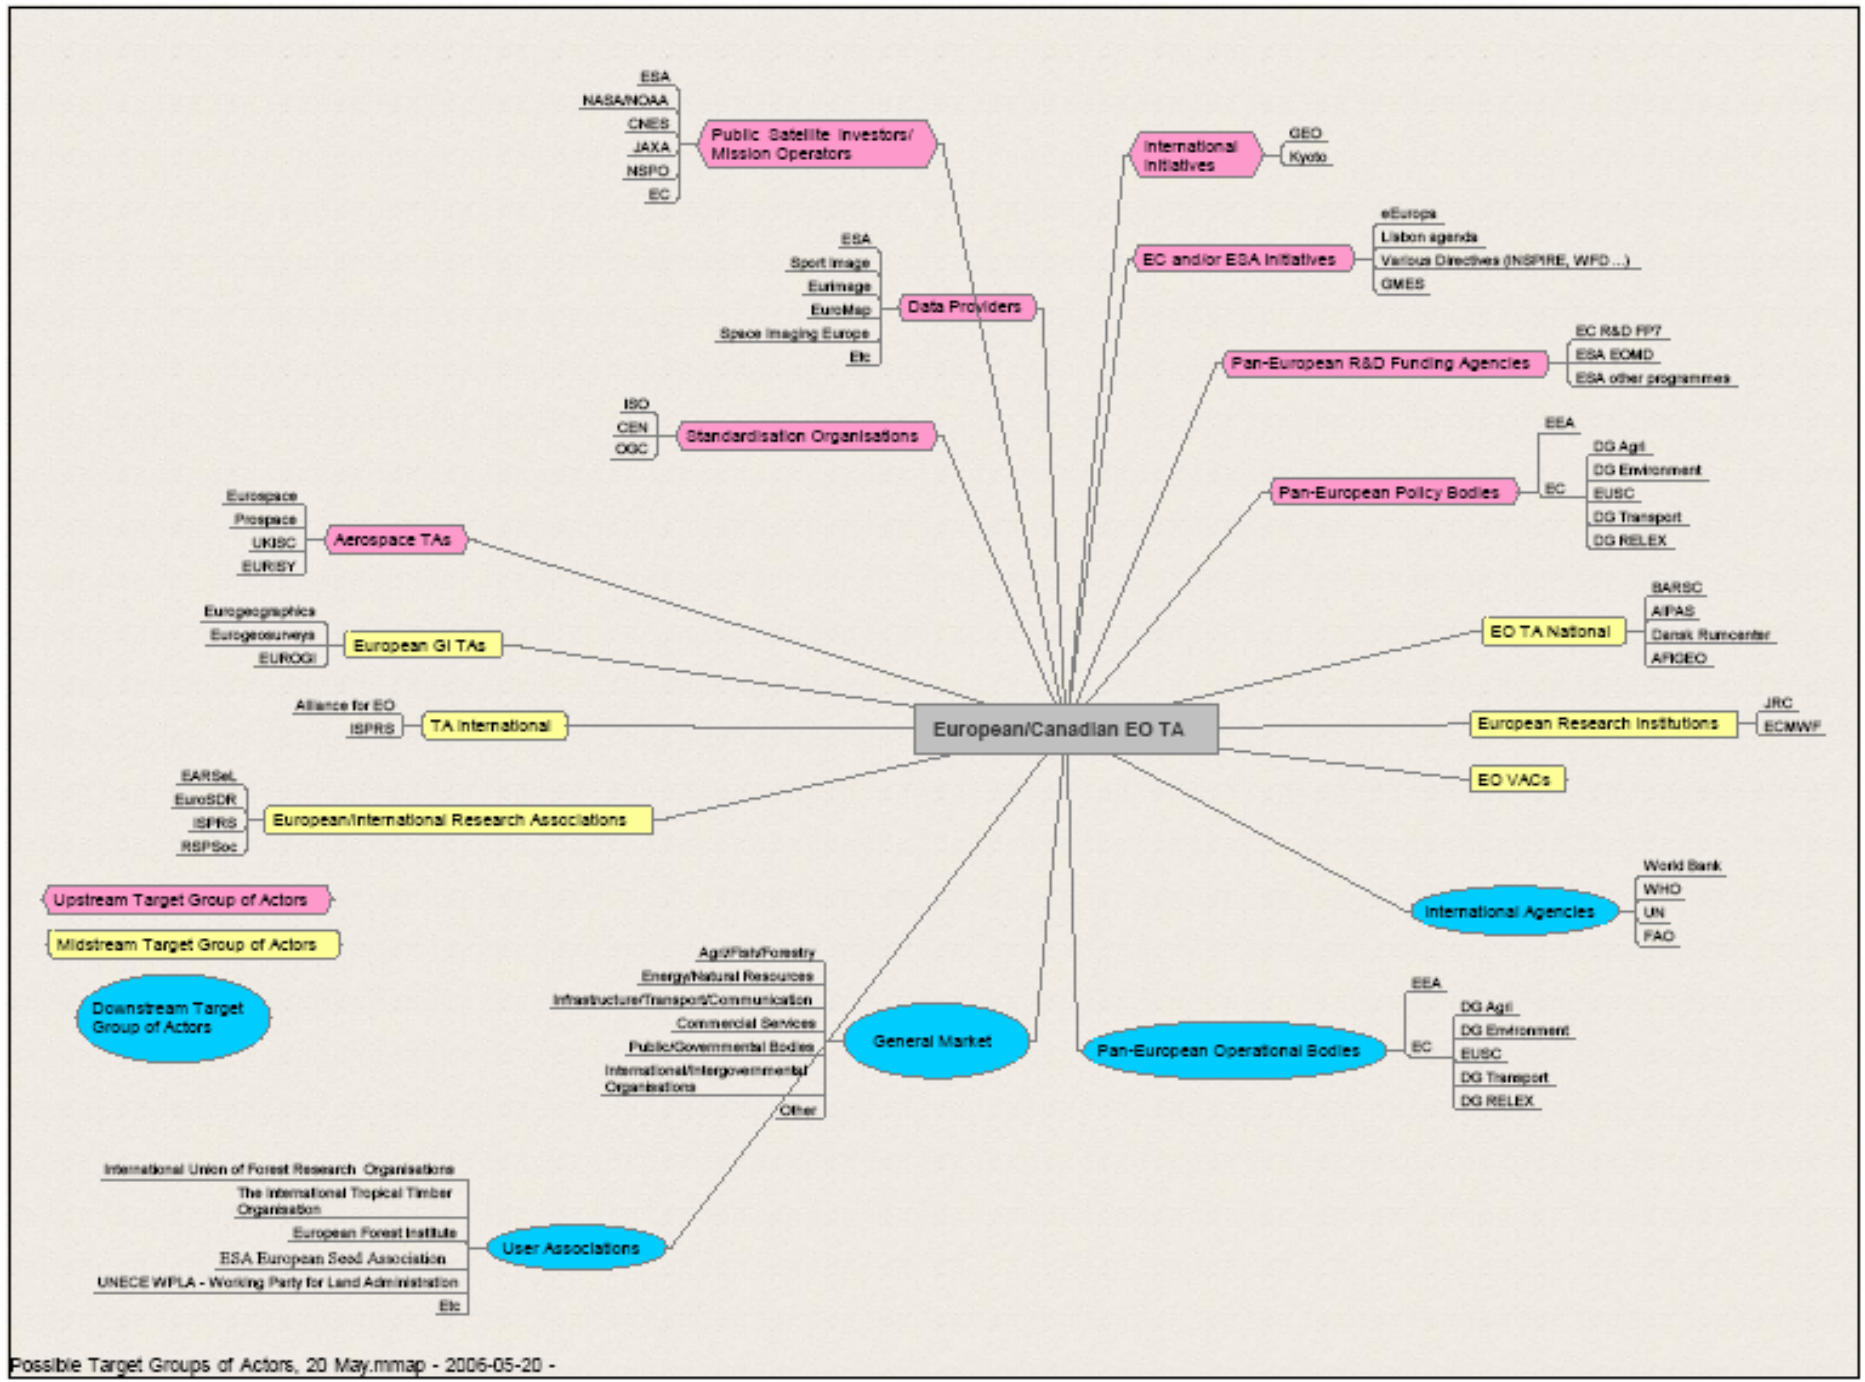 ESA
NASA/NOAA
CNES
JAXA
NSPO
EC
Public Satellite Investors/
Mission Operators
International
Initiatives
GEO
Kyoto
ESA
Sport Image
Eurimage
EuroMap
Space Imaging Europe
Etc
Data Providers
eEuropa
Lisbon agenda
Various Directives (INSPIRE, WFD ...)
GMES
EC and/or ESA Initiatives
Pan-European R&D Funding Agencies
EC R&D FP7
ESA EOMD
ESA other programmes
ISO
CEN
OGC
Standardisation Organisations
Pan-European Policy Bodies
EEA
EC
DG Agri
DG Environment
EUSC
DG Transport
DG RELEX
Eurospace
Prospace
UKISC
EURISY
Aerospace TAs
Eurogeographics
Eurogeosurveys
EUROGI
European GI TAs
EO TA National
BARSC
AIPAS
Dansk Rumcenter
AFIGEO
Alliance for EO
ISPRS
TA International
European/Canadian EO TA
European Research Institutions
JRC
ECMWF
EO VACs
EARSeL
EuroSDR
ISPRS
RSPSoc
European/International Research Associations
Upstream Target Group of Actors
Midstream Target Group of Actors
Downstream Target
Group of Actors
International Agencies
World Bank
WHO
UN
FAO
Agri/Fish/Forestry
Energy/Natural Resources
Infrastructure/Transport/Communication
Commercial Services
Public/Governmental Bodies
International/Intergovernmental
Organisations
Other
General Market
Pan-European Operational Bodies
EEA
EC
DG Agri
DG Environment
EUSC
DG Transport
DG RELEX
International Union of Forest Research Organisations
The International Tropical Timber
Organisation
European Forest Institute
ESA European Seed Association
UNECE WPLA - Working Party for Land Administration
Etc
User Associations
Possible Target Groups of Actors, 20 May.mmap - 2006-05-20 -